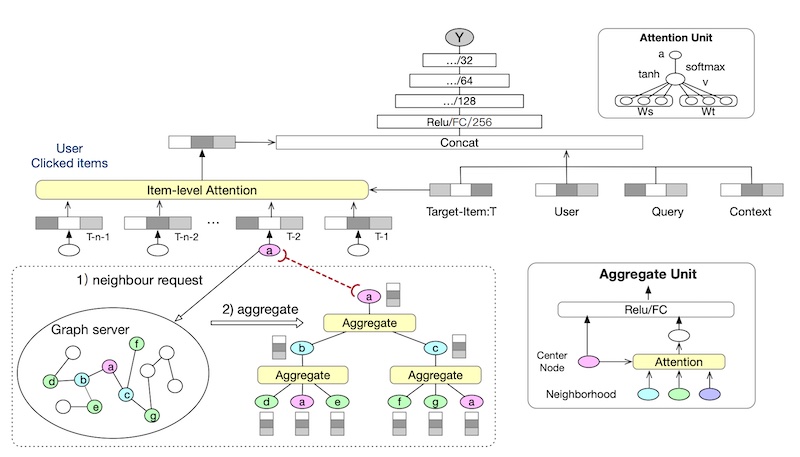 Y
.../32
.../64
.../128
Relu/FC/256
Concat
Attention Unit
a
softmax
tanh
v
Ws
Wt
User
Clicked items
Item-level Attention
T-n-1
T-n-2
...
T-2
T-1
Target-Item:T
User
Query
Context
a
1) neighbour request
Graph server
2) aggregate
f
a
d
b
c
e
g
a
Aggregate
b
c
Aggregate
Aggregate
d
a
e
f
g
a
Aggregate Unit
Relu/FC
Center
Node
Attention
Neighborhood